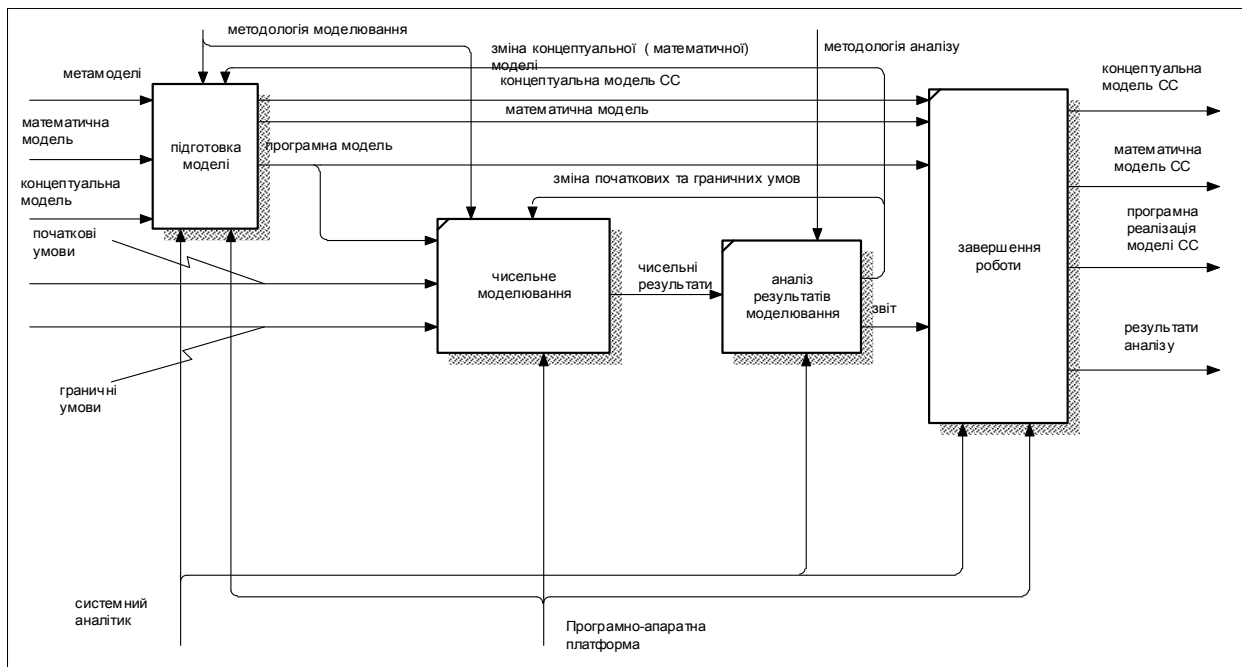 методологія моделювання
зміна концептуальної ( математичної)
моделі
методологія аналізу
метамоделі
концептуальна модель СС
концептуальна
модель СС
математична
модель
математична модель
підготовка
моделі
програмна модель
математична
модель СС
концептуальна
модель
зміна початкових та граничних умов
початкові
умови
програмна
реалізація
моделі СС
чисельне
моделювання
чисельні
результати
аналіз
результатів
моделювання
завершення
роботи
звіт
результати
аналізу
граничні
умови
системний
аналітик
Програмно-апаратна
платформа